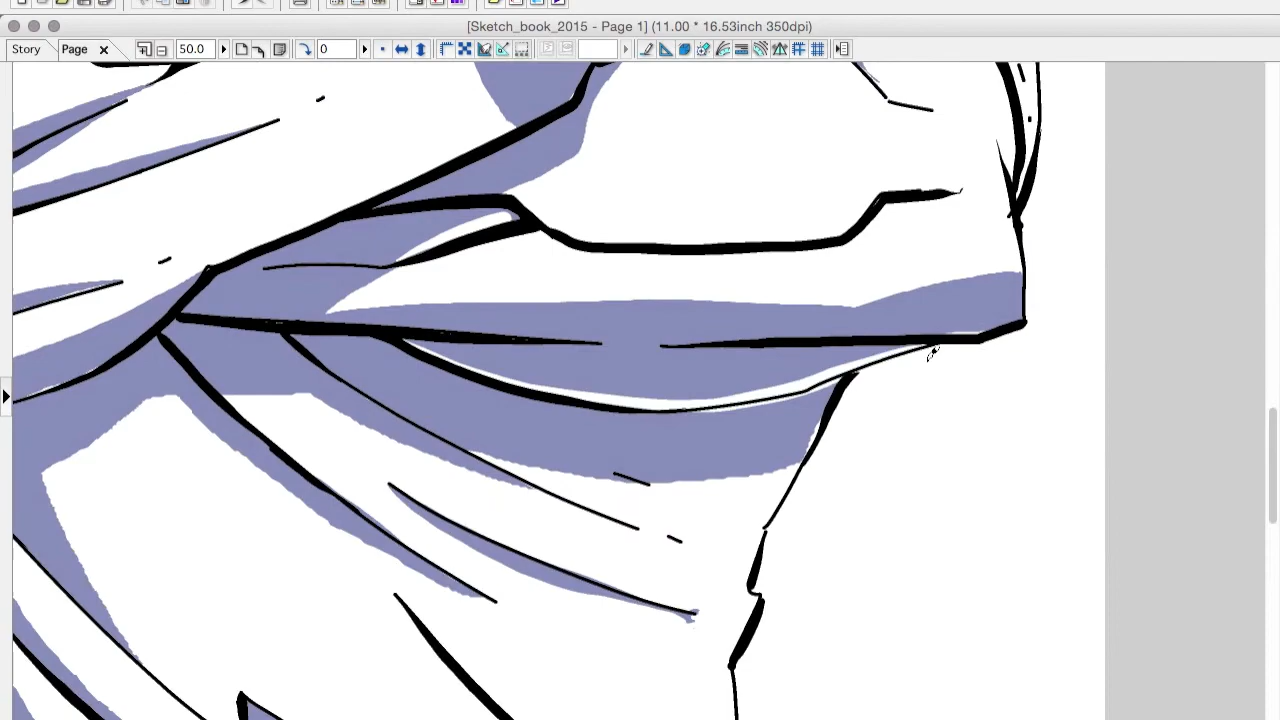 [Sketch_book_2015 - Page 1] (11.00 * 16.53inch 350dpi)
Story Page 50.0 0